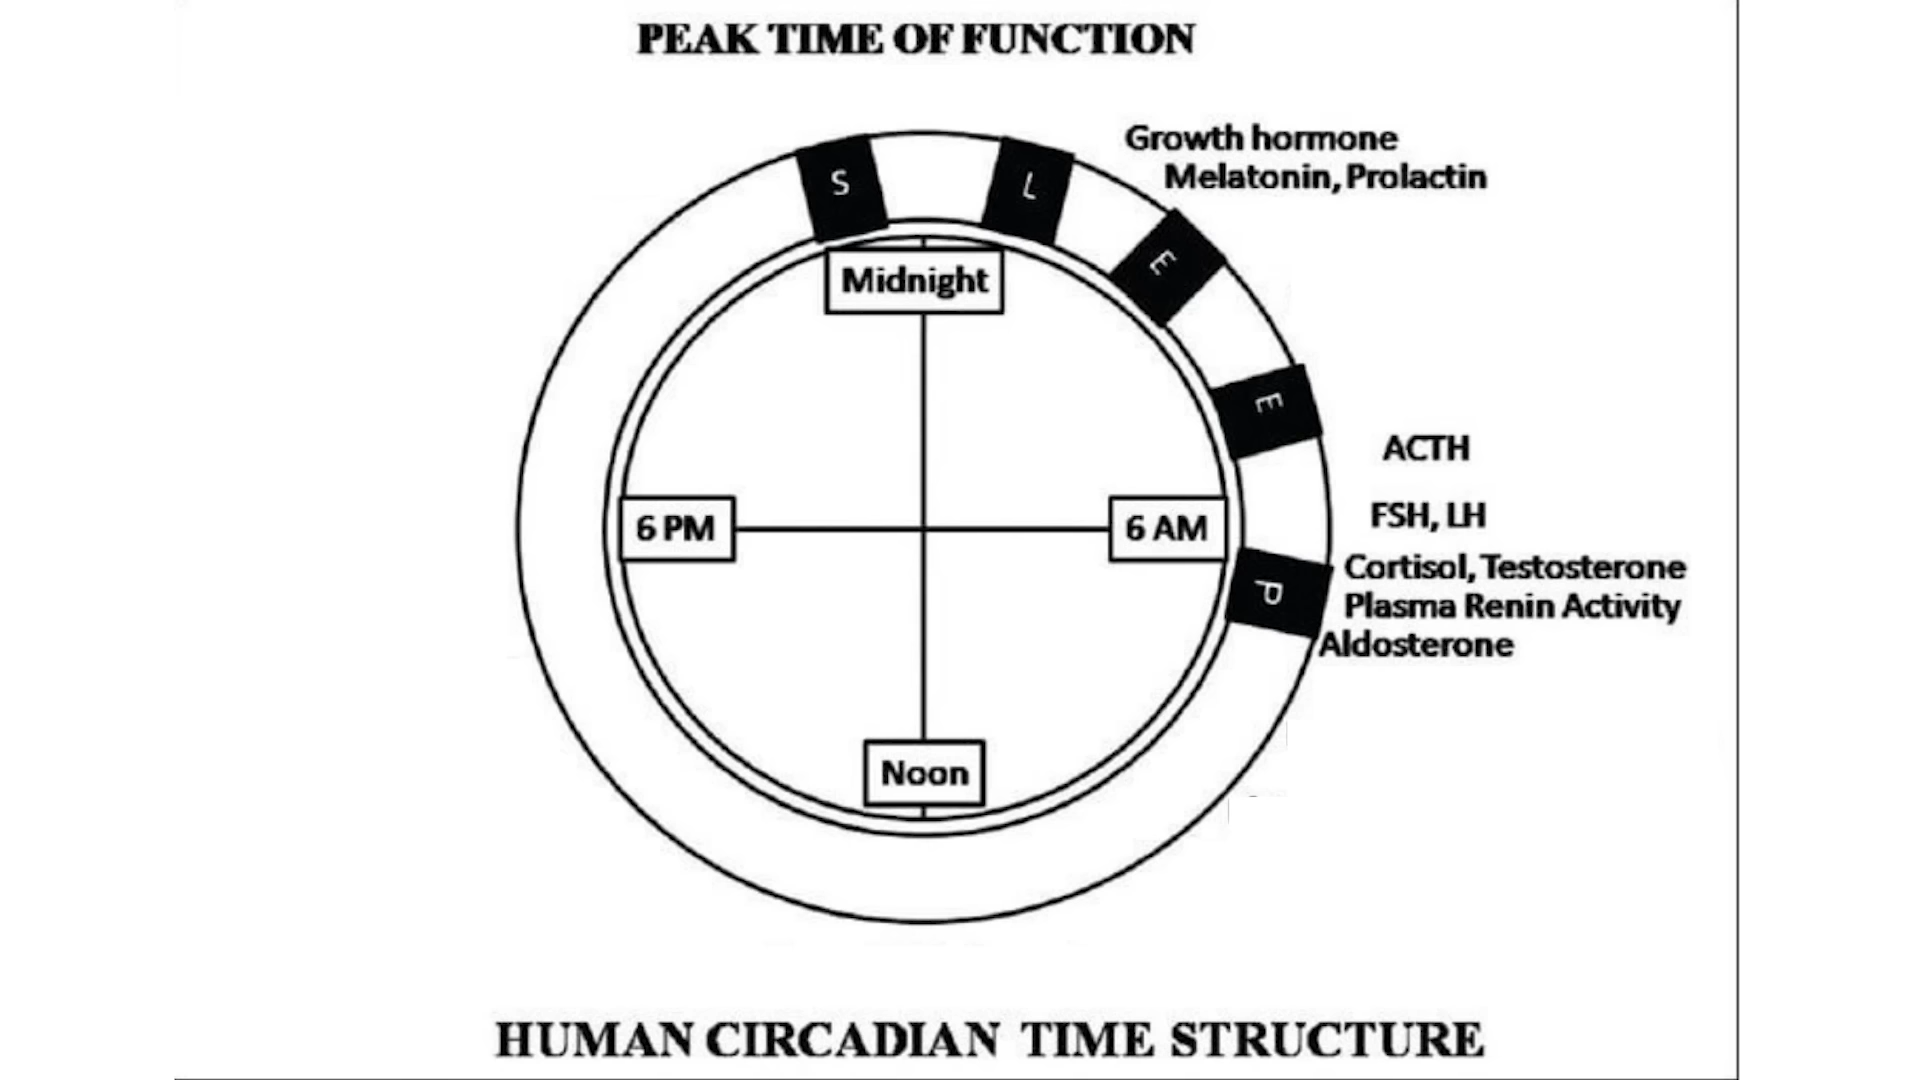 PEAK TIME OF FUNCTION
Growth hormone
Melatonin, Prolactin
S
L
E
E
P
Midnight
6 PM
6 AM
Noon
ACTH
FSH, LH
Cortisol, Testosterone
Plasma Renin Activity
Aldosterone
HUMAN CIRCADIAN TIME STRUCTURE